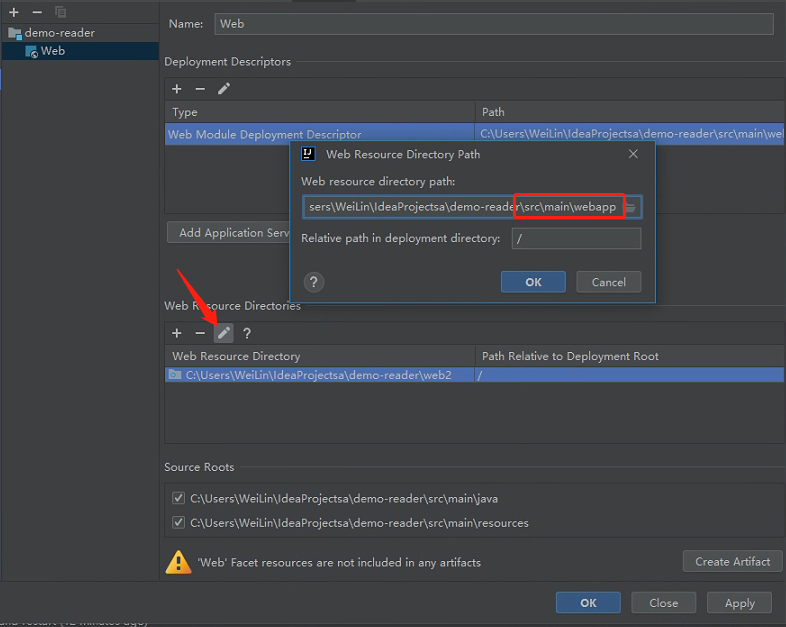 demo-reader
Web
Name: Web
Deployment Descriptors
Type Path
Web Module Deployment Descriptor C:\Users\WeiLin\IdeaProjectsa\demo-reader\src\main\wel
Web Resource Directory Path
Web resource directory path:
sers\WeiLin\IdeaProjectsa\demo-reader\src\main\webapp
Add Application Serv
Relative path in deployment directory: /
? OK Cancel
Web Resource Directories
?
Web Resource Directory Path Relative to Deployment Root
C:\Users\WeiLin\IdeaProjectsa\demo-reader\web2 /
Source Roots
C:\Users\WeiLin\IdeaProjectsa\demo-reader\src\main\java
C:\Users\WeiLin\IdeaProjectsa\demo-reader\src\main\resources
'Web' Facet resources are not included in any artifacts Create Artifact
OK Close Apply